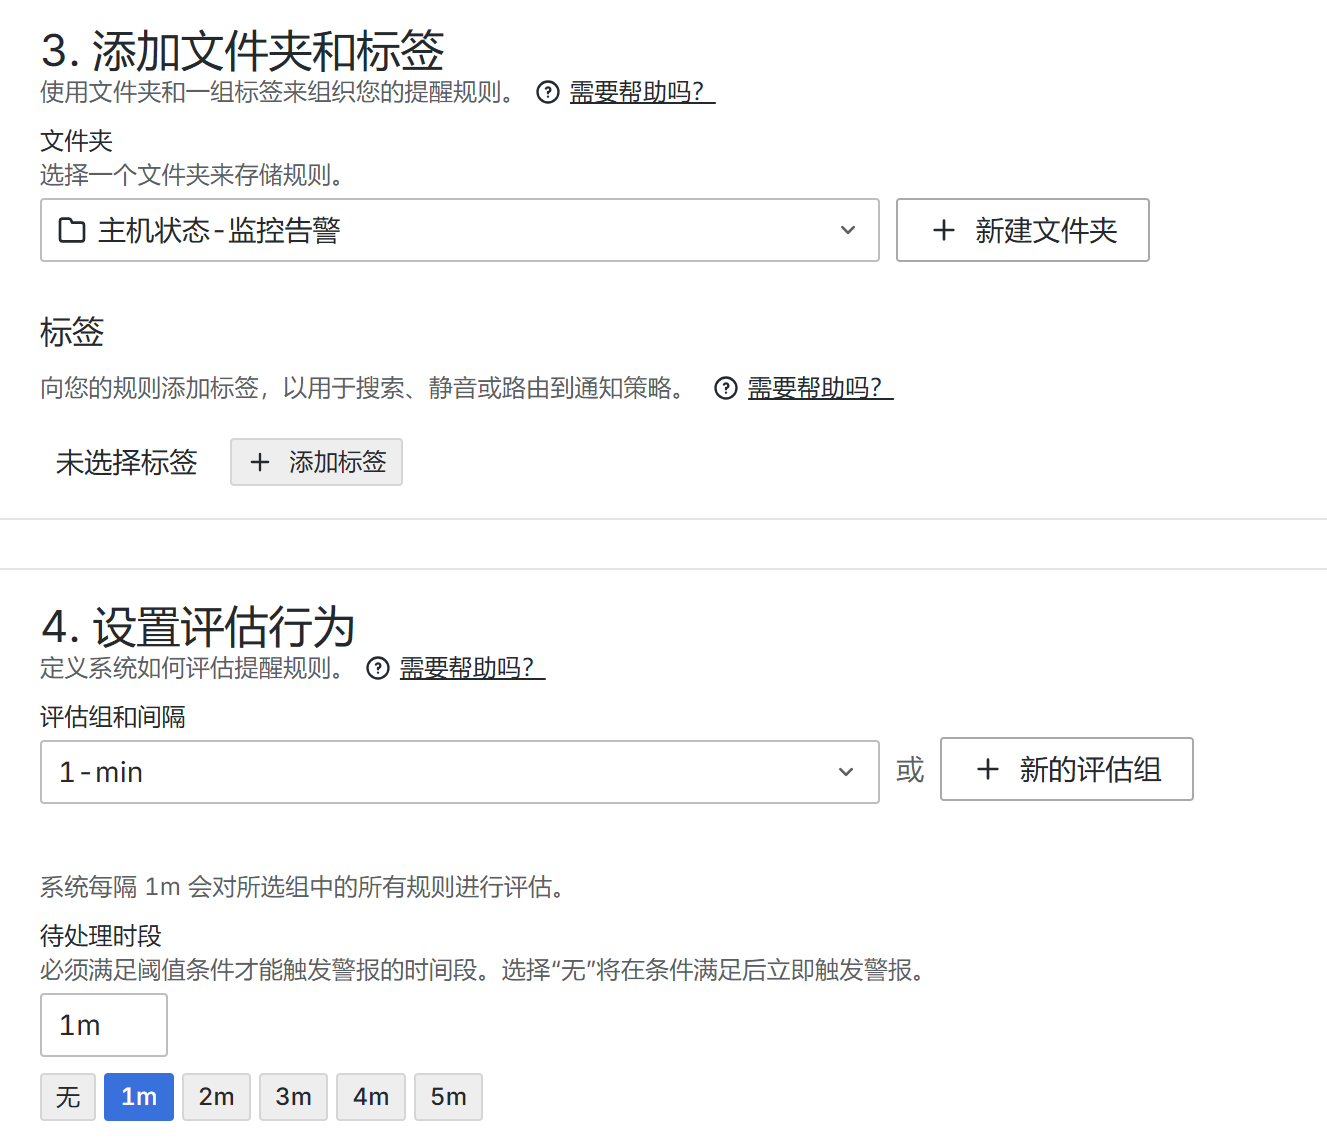 3. 添加文件夹和标签
使用文件夹和一组标签来组织您的提醒规则。 需要帮助吗？
文件夹
选择一个文件夹来存储规则。
主机状态-监控告警
+ 新建文件夹
标签
向您的规则添加标签，以用于搜索、静音或路由到通知策略。 需要帮助吗？
未选择标签 + 添加标签
4. 设置评估行为
定义系统如何评估提醒规则。 需要帮助吗？
评估组和间隔
1-min 或 + 新的评估组
系统每隔 1m 会对所选组中的所有规则进行评估。
待处理时段
必须满足阈值条件才能触发警报的时间段。选择“无”将在条件满足后立即触发警报。
1m
无 1m 2m 3m 4m 5m